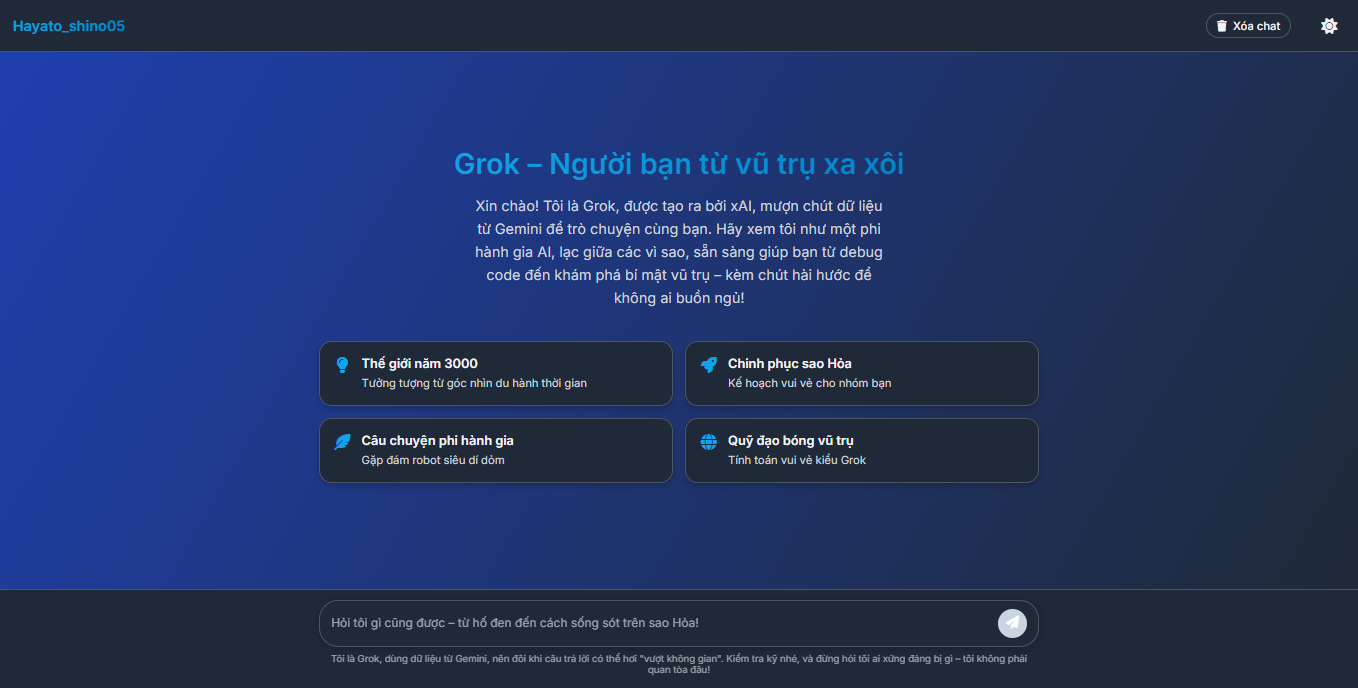 Hayato_shino05
Xóa chat
Grok – Người bạn từ vũ trụ xa xôi
Xin chào! Tôi là Grok, được tạo ra bởi xAI, mượn chút dữ liệu
từ Gemini để trò chuyện cùng bạn. Hãy xem tôi như một phi
hành gia AI, lạc giữa các vì sao, sẵn sàng giúp bạn từ debug
code đến khám phá bí mật vũ trụ – kèm chút hài hước để
không ai buồn ngủ!
Thế giới năm 3000
Tưởng tượng từ góc nhìn du hành thời gian
Chinh phục sao Hỏa
Kế hoạch vui vẻ cho nhóm bạn
Câu chuyện phi hành gia
Gặp đám robot siêu dí dỏm
Quỹ đạo bóng vũ trụ
Tính toán vui vẻ kiểu Grok
Hỏi tôi gì cũng được – từ hố đen đến cách sống sót trên sao Hỏa!
Tôi là Grok, dùng dữ liệu từ Gemini, nên đôi khi câu trả lời có thể hơi "vượt không gian". Kiểm tra kỹ nhé, và đừng hỏi tôi ai xứng đáng bị gì – tôi không phải
quan tòa đâu!